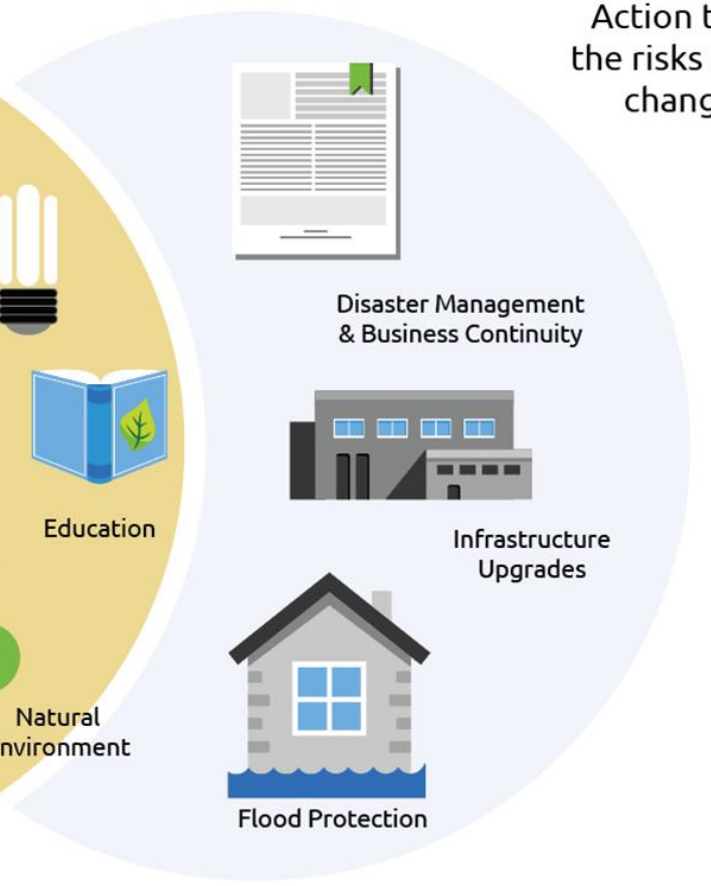 Action t
the risks
chang
Disaster Management
& Business Continuity
Education
Infrastructure
Upgrades
Natural
nvironment
Flood Protection